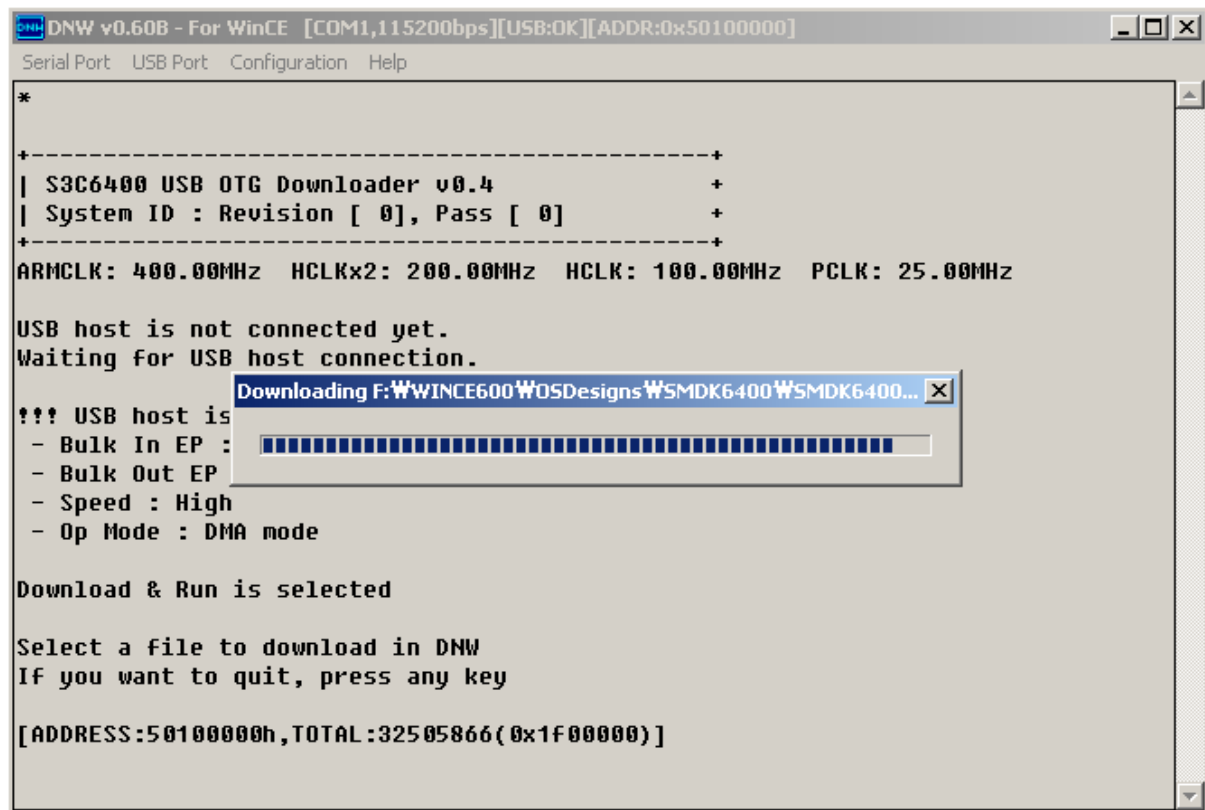 DNW v0.60B - For WinCE [COM1,115200bps][USB:OK][ADDR:0x50100000]
Serial Port USB Port Configuration Help
*
+-----------------------------------------------+
| S3C6400 USB OTG Downloader v0.4 +
| System ID : Revision [ 0], Pass [ 0] +
+-----------------------------------------------+
ARMCLK: 400.00MHz HCLKx2: 200.00MHz HCLK: 100.00MHz PCLK: 25.00MHz
USB host is not connected yet.
Waiting for USB host connection.
Downloading F:₩WINCE600₩OSDesigns₩SMDK6400₩SMDK6400...
!!! USB host is
- Bulk In EP :
- Bulk Out EP
- Speed : High
- Op Mode : DMA mode
Download & Run is selected
Select a file to download in DNW
If you want to quit, press any key
[ADDRESS:50100000h,TOTAL:32505866(0x1f00000)]